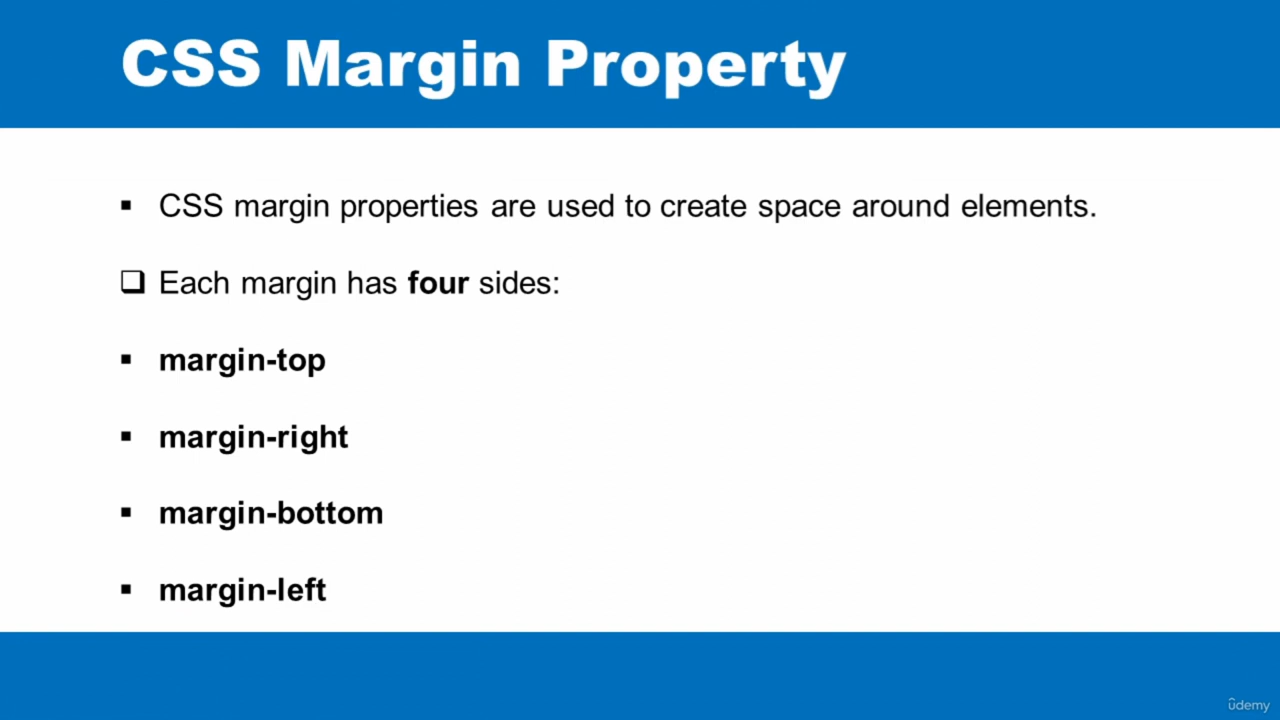 CSS Margin Property
▪ CSS margin properties are used to create space around elements.
❑ Each margin has four sides:
▪ margin-top
▪ margin-right
▪ margin-bottom
▪ margin-left
udemy